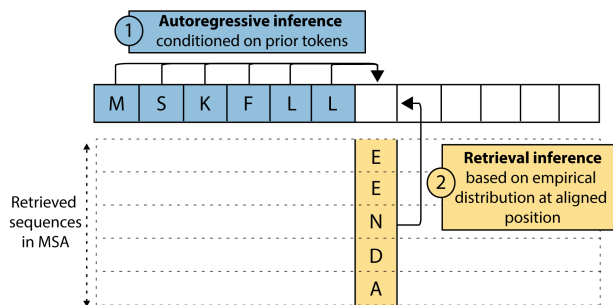 1
Autoregressive inference
conditioned on prior tokens
M S K F L L
Retrieved
sequences
in MSA
E
E
N
D
A
2
Retrieval inference
based on empirical
distribution at aligned
position